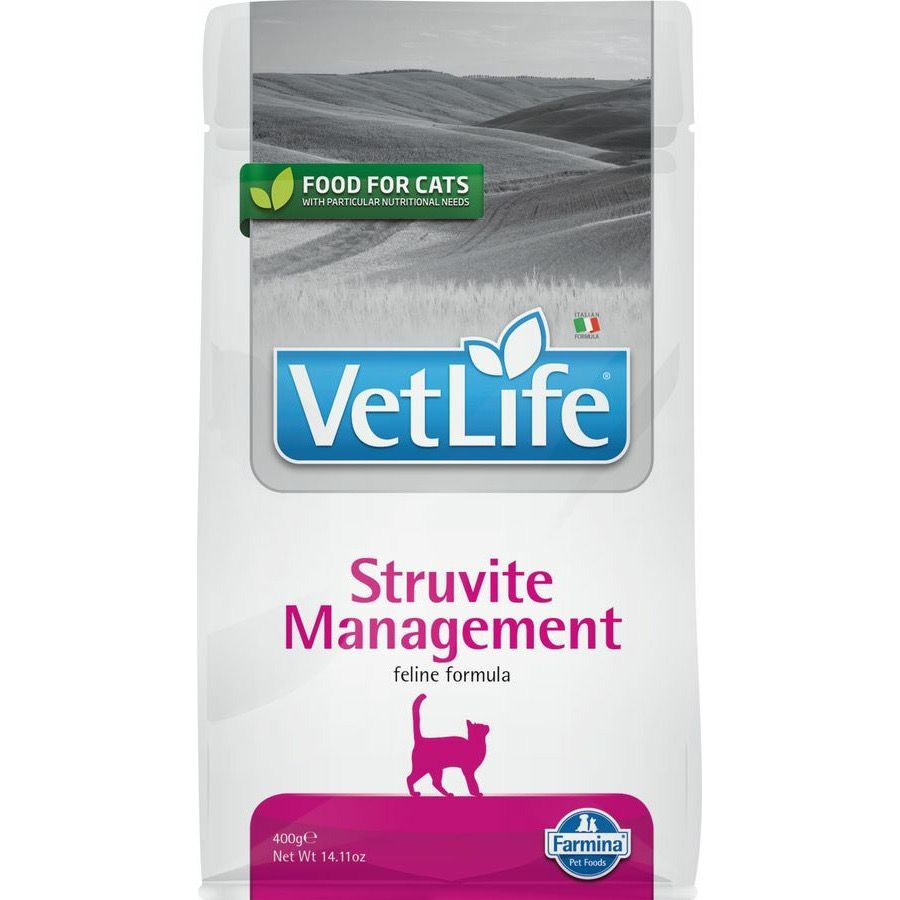 FOOD FOR CATS
WITH PARTICULAR NUTRITIONAL NEEDS
ITALIAN
FORMULA
VetLife®
Struvite
Management
feline formula
400g℮
Net Wt 14.11oz
Farmina®
Pet Foods